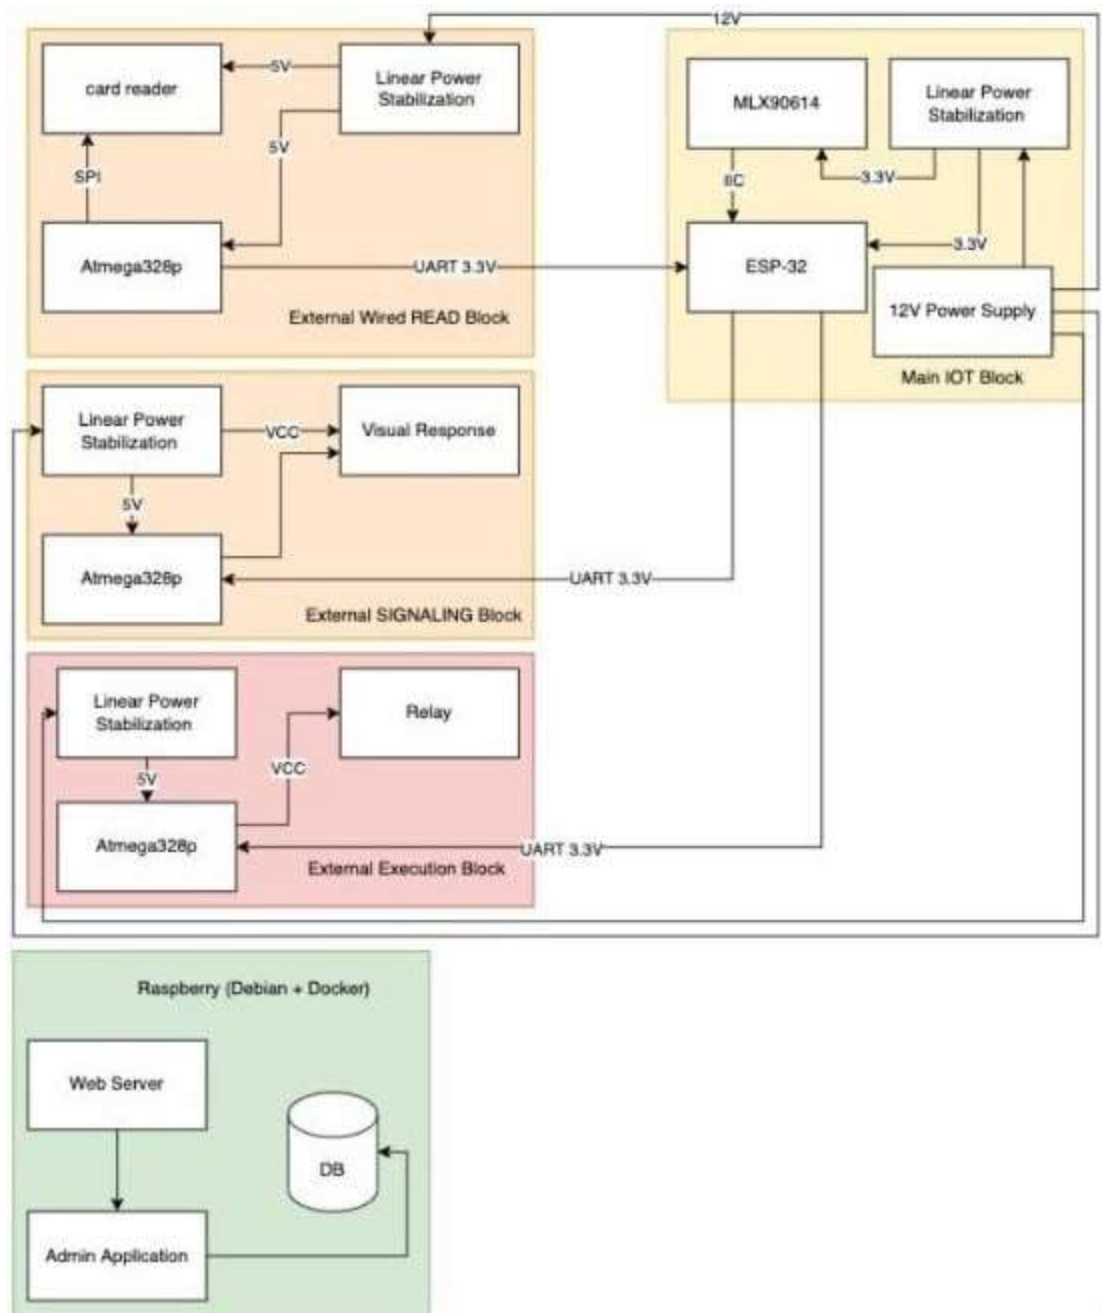 12V
card reader
5V
Linear Power
Stabilization
5V
SPI
Atmega328p
UART 3.3V
External Wired READ Block
MLX90614
Linear Power
Stabilization
IIC
3.3V
3.3V
ESP-32
12V Power Supply
Main IOT Block
Linear Power
Stabilization
VCC
Visual Response
5V
Atmega328p
UART 3.3V
External SIGNALING Block
Linear Power
Stabilization
Relay
VCC
5V
Atmega328p
UART 3.3V
External Execution Block
Raspberry (Debian + Docker)
Web Server
DB
Admin Application